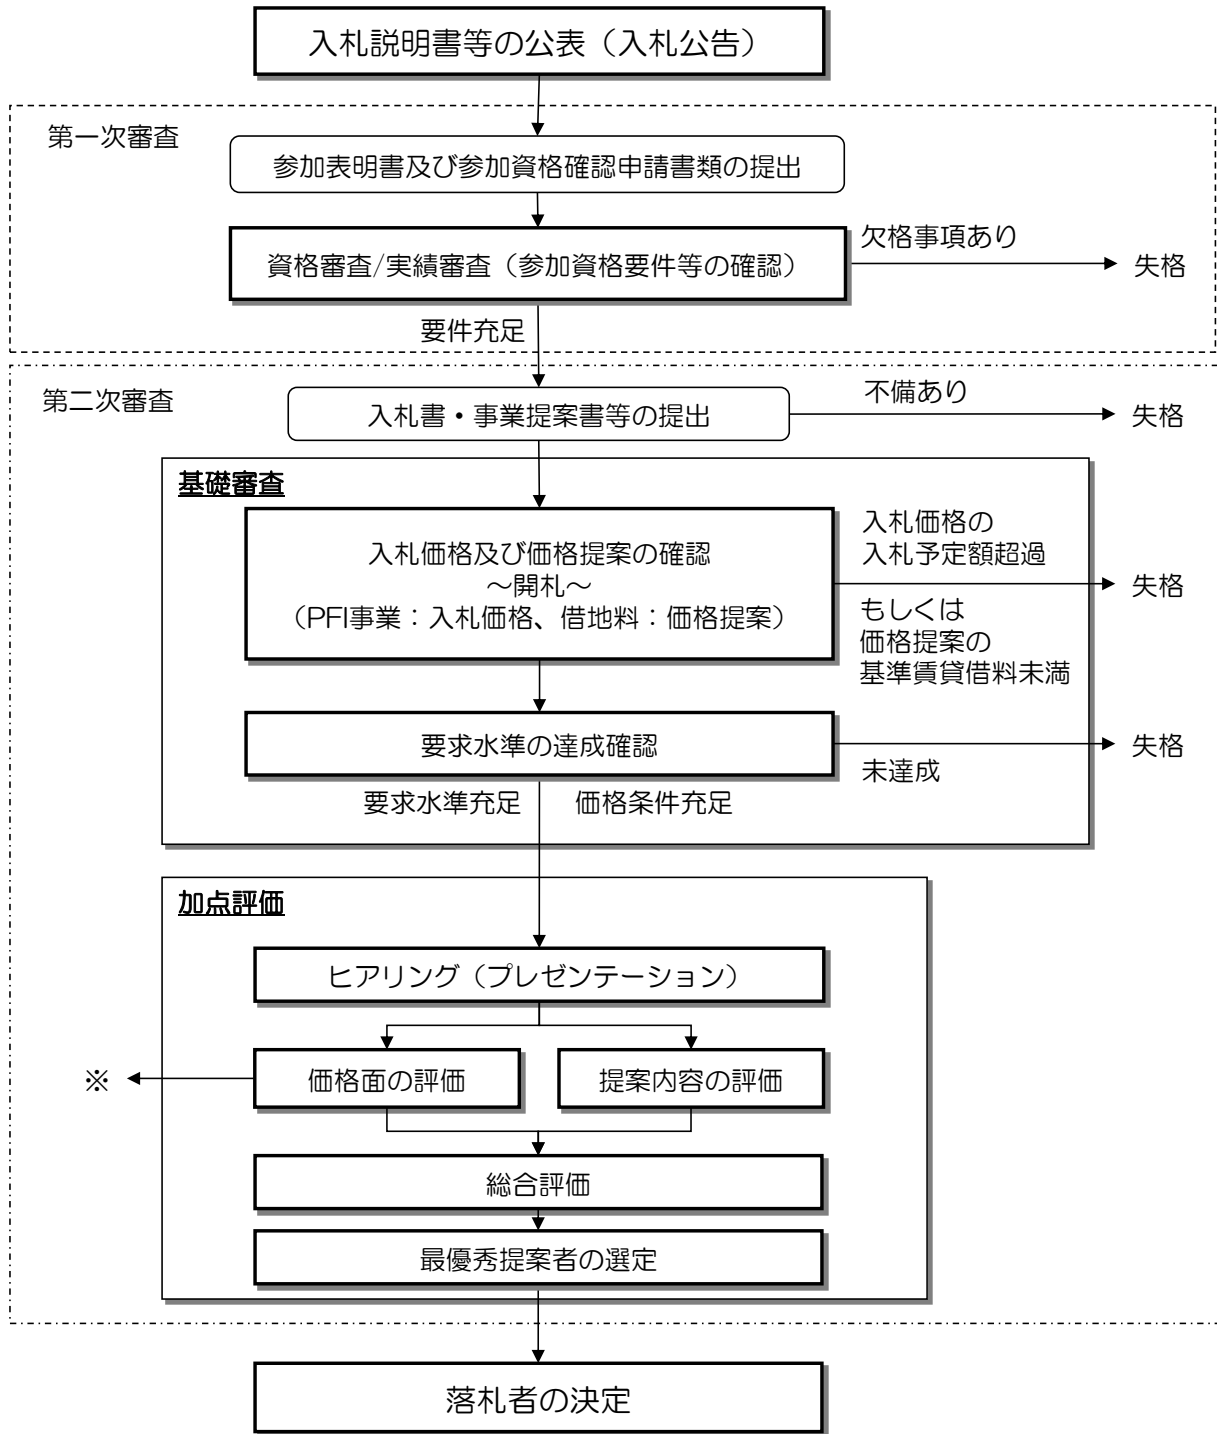 入札説明書等の公表（入札公告）
第一次審査
参加表明書及び参加資格確認申請書類の提出
欠格事項あり
資格審査/実績審査（参加資格要件等の確認）
失格
要件充足
第二次審査
不備あり
入札書・事業提案書等の提出
失格
基礎審査
入札価格及び価格提案の確認
～開札～
（PFI事業：入札価格、借地料：価格提案）
入札価格の
入札予定額超過
失格
もしくは
価格提案の
基準賃貸借料未満
要求水準の達成確認
失格
未達成
要求水準充足
価格条件充足
加点評価
ヒアリング（プレゼンテーション）
※
価格面の評価
提案内容の評価
総合評価
最優秀提案者の選定
落札者の決定